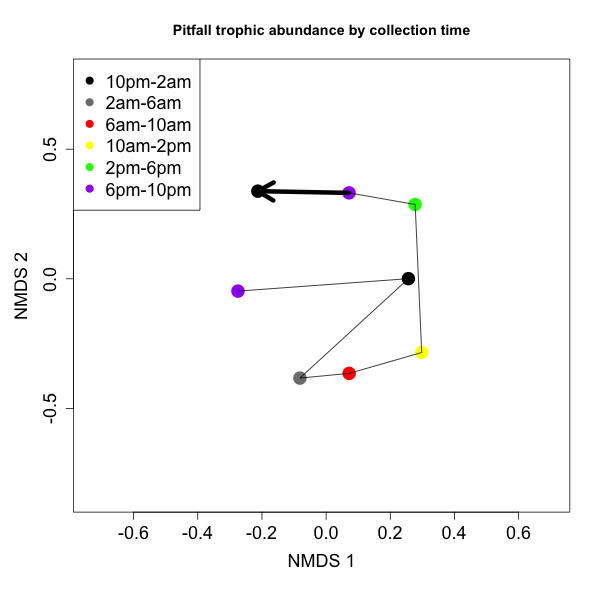 Pitfall trophic abundance by collection time
10pm-2am
2am-6am
6am-10am
10am-2pm
2pm-6pm
6pm-10pm
0.5
0.0
-0.5
NMDS 2
-0.6 -0.4 -0.2 0.0 0.2 0.4 0.6
NMDS 1